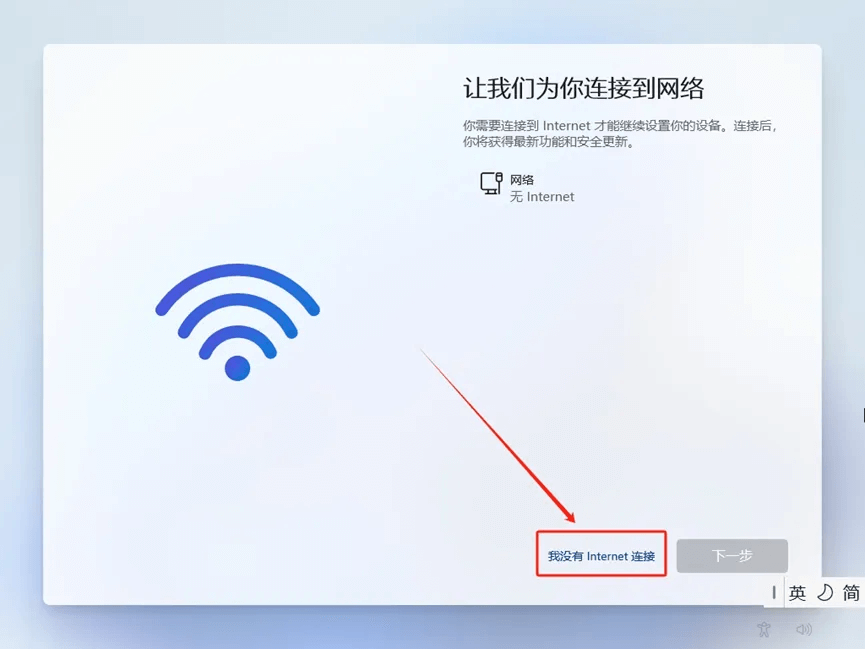 让我们为你连接到网络
你需要连接到 Internet 才能继续设置你的设备。连接后，
你将获得最新功能和安全更新。
网络
无 Internet
我没有 Internet 连接
下一步
英 简